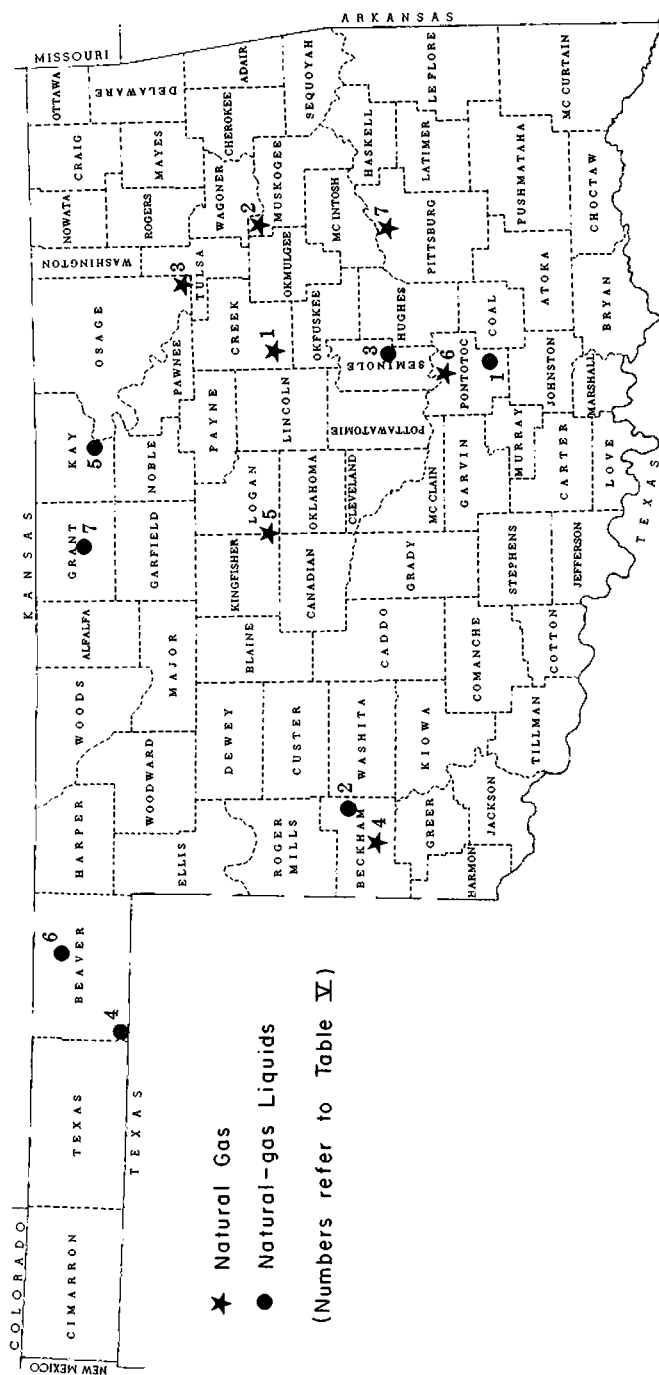 COLORADO
KANSAS
MISSOURI
NEW MEXICO
CIMARRON
TEXAS
BEAVER
6
4
HARPER
WOODS
ALFALFA
GRANT
7
KAY
5
OSAGE
WASHINGTON
NOWATA
CRAIG
OTTAWA
TEXAS
ELLIS
WOODWARD
MAJOR
GARFIELD
NOBLE
PAWNEE
3
TULSA
ROGERS
MAYES
DELAWARE
ROGER MILLS
DEWEY
BLAINE
KINGFISHER
LOGAN
5
PAYNE
CREEK
1
WAGONER
CHEROKEE
ADAIR
CUSTER
CANADIAN
OKLAHOMA
LINCOLN
OKMULGEE
2
MUSKOGEE
SEQUOYAH
ARKANSAS
BECKHAM
2
4
WASHITA
CADDO
GRADY
CLEVELAND
POTTAWATOMIE
SEMINOLE
3
OKFUSKEE
HUGHES
MC INTOSH
HASKELL
7
PITTSBURG
LATIMER
LE FLORE
GREER
KIOWA
COMANCHE
MC CLAIN
GARVIN
PONTOTOC
6
1
COAL
HARMON
JACKSON
TILLMAN
COTTON
STEPHENS
JEFFERSON
MURRAY
CARTER
LOVE
JOHNSTON
MARSHALL
ATOKA
BRYAN
PUSHMATAHA
CHOCTAW
MC CURTAIN
TEXAS
Natural Gas
Natural-gas Liquids
(Numbers refer to Table V)